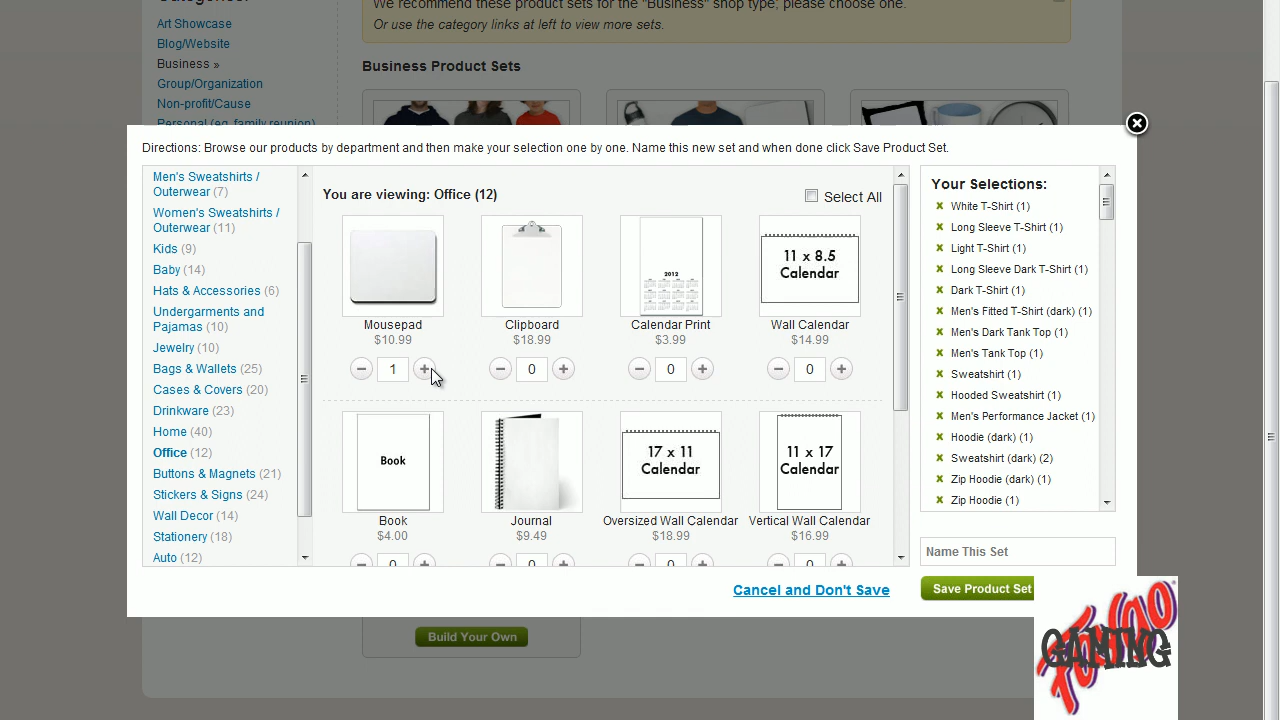 We recommend these product sets for the "Business" shop type; please choose one.
Or use the category links at left to view more sets.
Categories:
Art Showcase
Blog/Website
Business »
Group/Organization
Non-profit/Cause
Personal (eg. family reunion)
Business Product Sets
Directions: Browse our products by department and then make your selection one by one. Name this new set and when done click Save Product Set.
Men's Sweatshirts /
Outerwear (7)
Women's Sweatshirts /
Outerwear (11)
Kids (9)
Baby (14)
Hats & Accessories (6)
Undergarments and
Pajamas (10)
Jewelry (10)
Bags & Wallets (25)
Cases & Covers (20)
Drinkware (23)
Home (40)
Office (12)
Buttons & Magnets (21)
Stickers & Signs (24)
Wall Decor (14)
Stationery (18)
Auto (12)
You are viewing: Office (12)
Select All
2012
11 x 8.5
Calendar
Mousepad
$10.99
1
Clipboard
$18.99
0
Calendar Print
$3.99
0
Wall Calendar
$14.99
0
Book
17 x 11
Calendar
11 x 17
Calendar
Book
$4.00
0
Journal
$9.49
0
Oversized Wall Calendar
$18.99
0
Vertical Wall Calendar
$16.99
0
Your Selections:
x White T-Shirt (1)
x Long Sleeve T-Shirt (1)
x Light T-Shirt (1)
x Long Sleeve Dark T-Shirt (1)
x Dark T-Shirt (1)
x Men's Fitted T-Shirt (dark) (1)
x Men's Dark Tank Top (1)
x Men's Tank Top (1)
x Sweatshirt (1)
x Hooded Sweatshirt (1)
x Men's Performance Jacket (1)
x Hoodie (dark) (1)
x Sweatshirt (dark) (2)
x Zip Hoodie (dark) (1)
x Zip Hoodie (1)
Name This Set
Cancel and Don't Save
Save Product Set
Build Your Own
GAMING